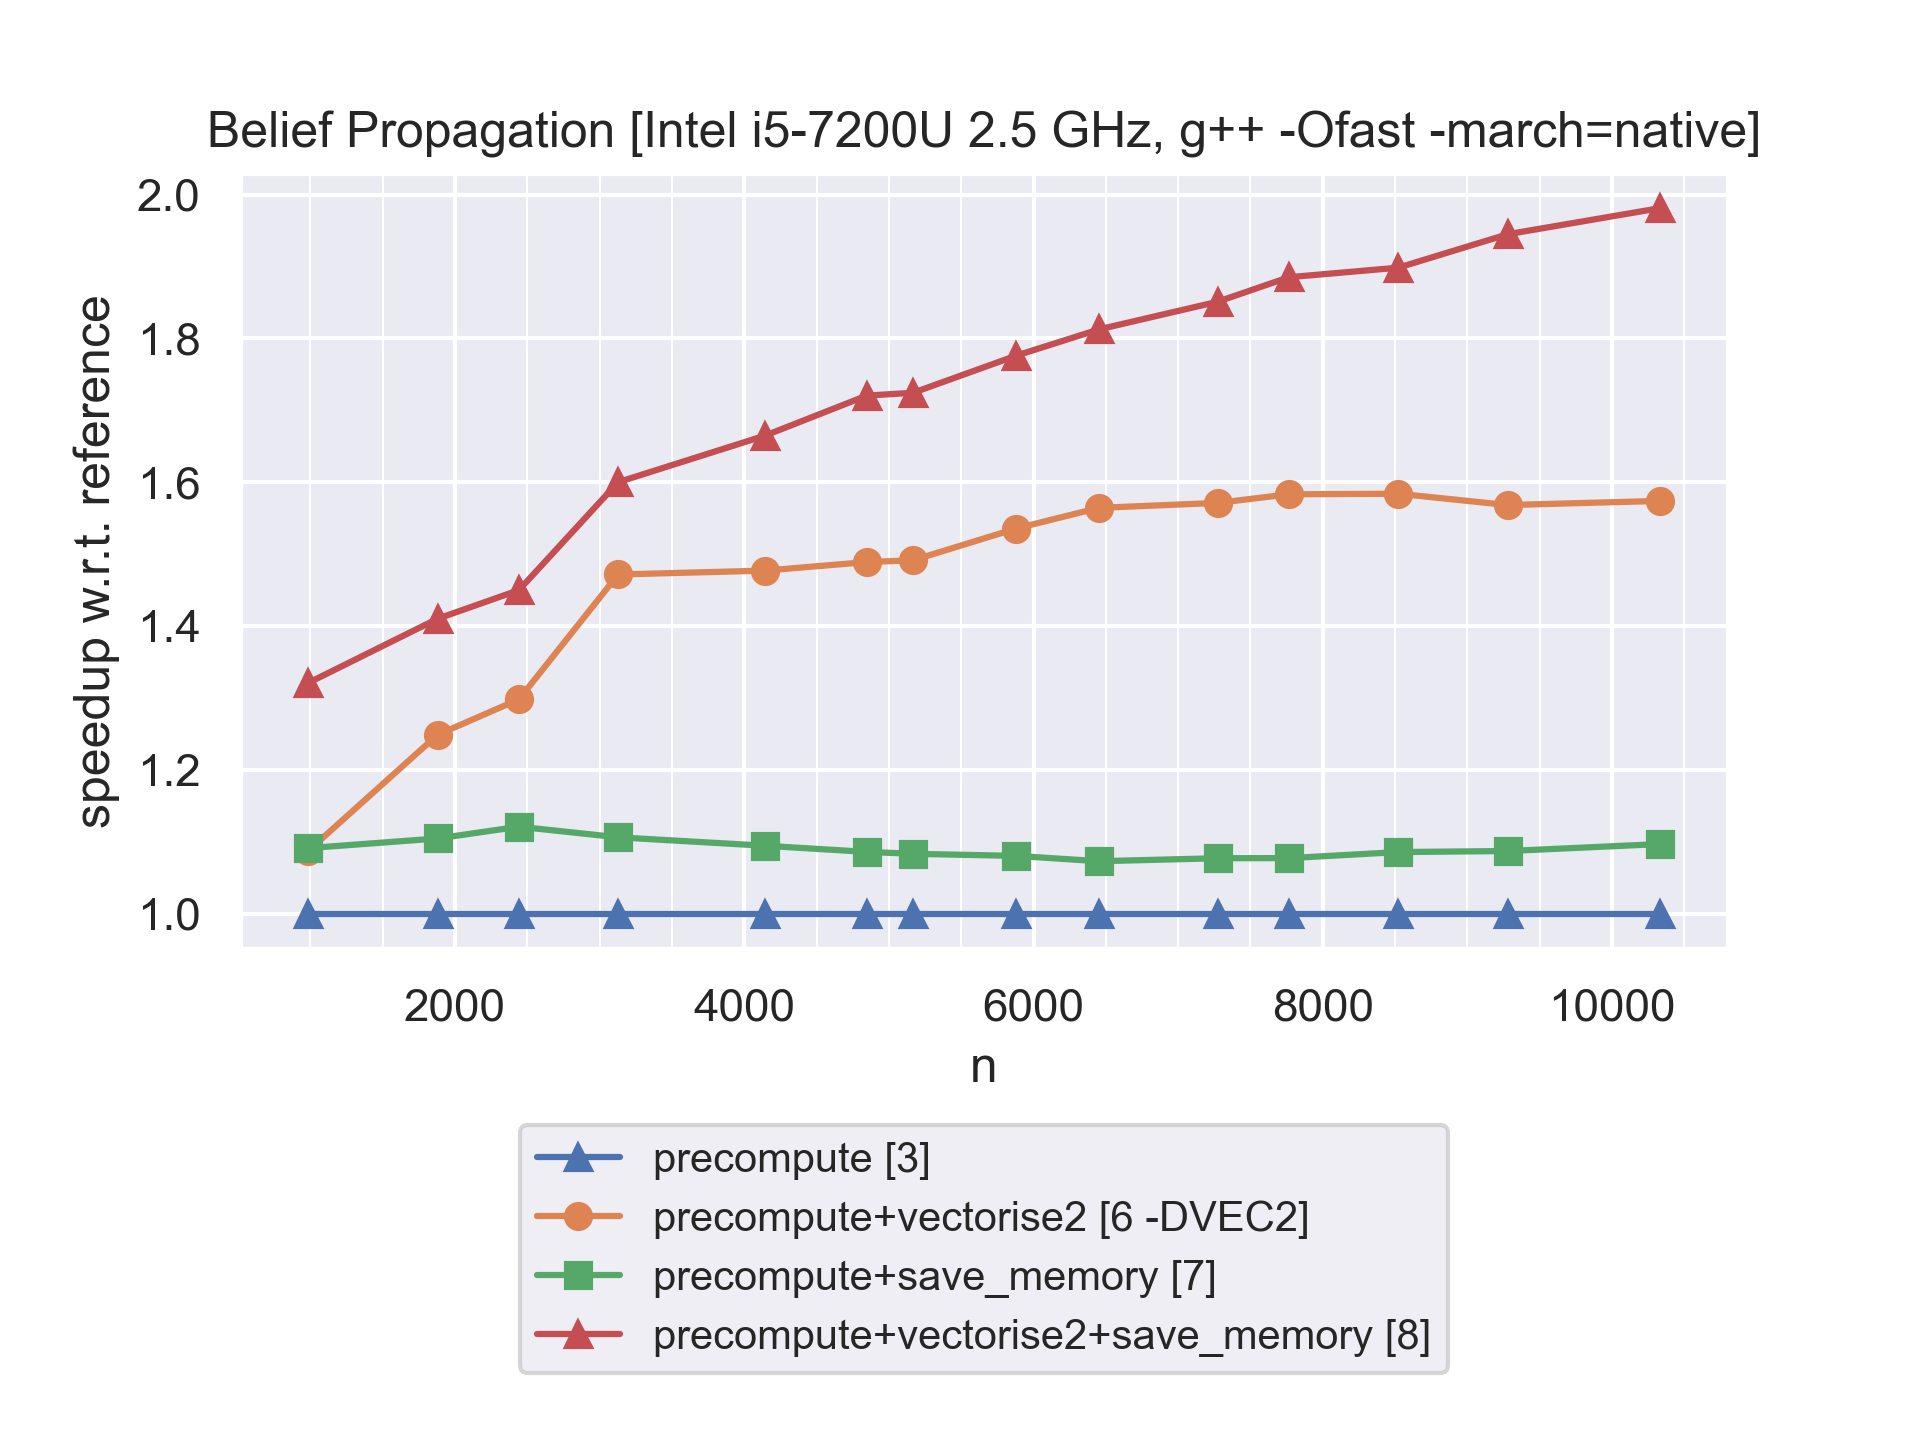 Belief Propagation [Intel i5-7200U 2.5 GHz, g++ -Ofast -march=native]
2.0
1.8
1.6
1.4
1.2
1.0
speedup w.r.t. reference
2000 4000 6000 8000 10000
n
precompute [3]
precompute+vectorise2 [6 -DVEC2]
precompute+save_memory [7]
precompute+vectorise2+save_memory [8]